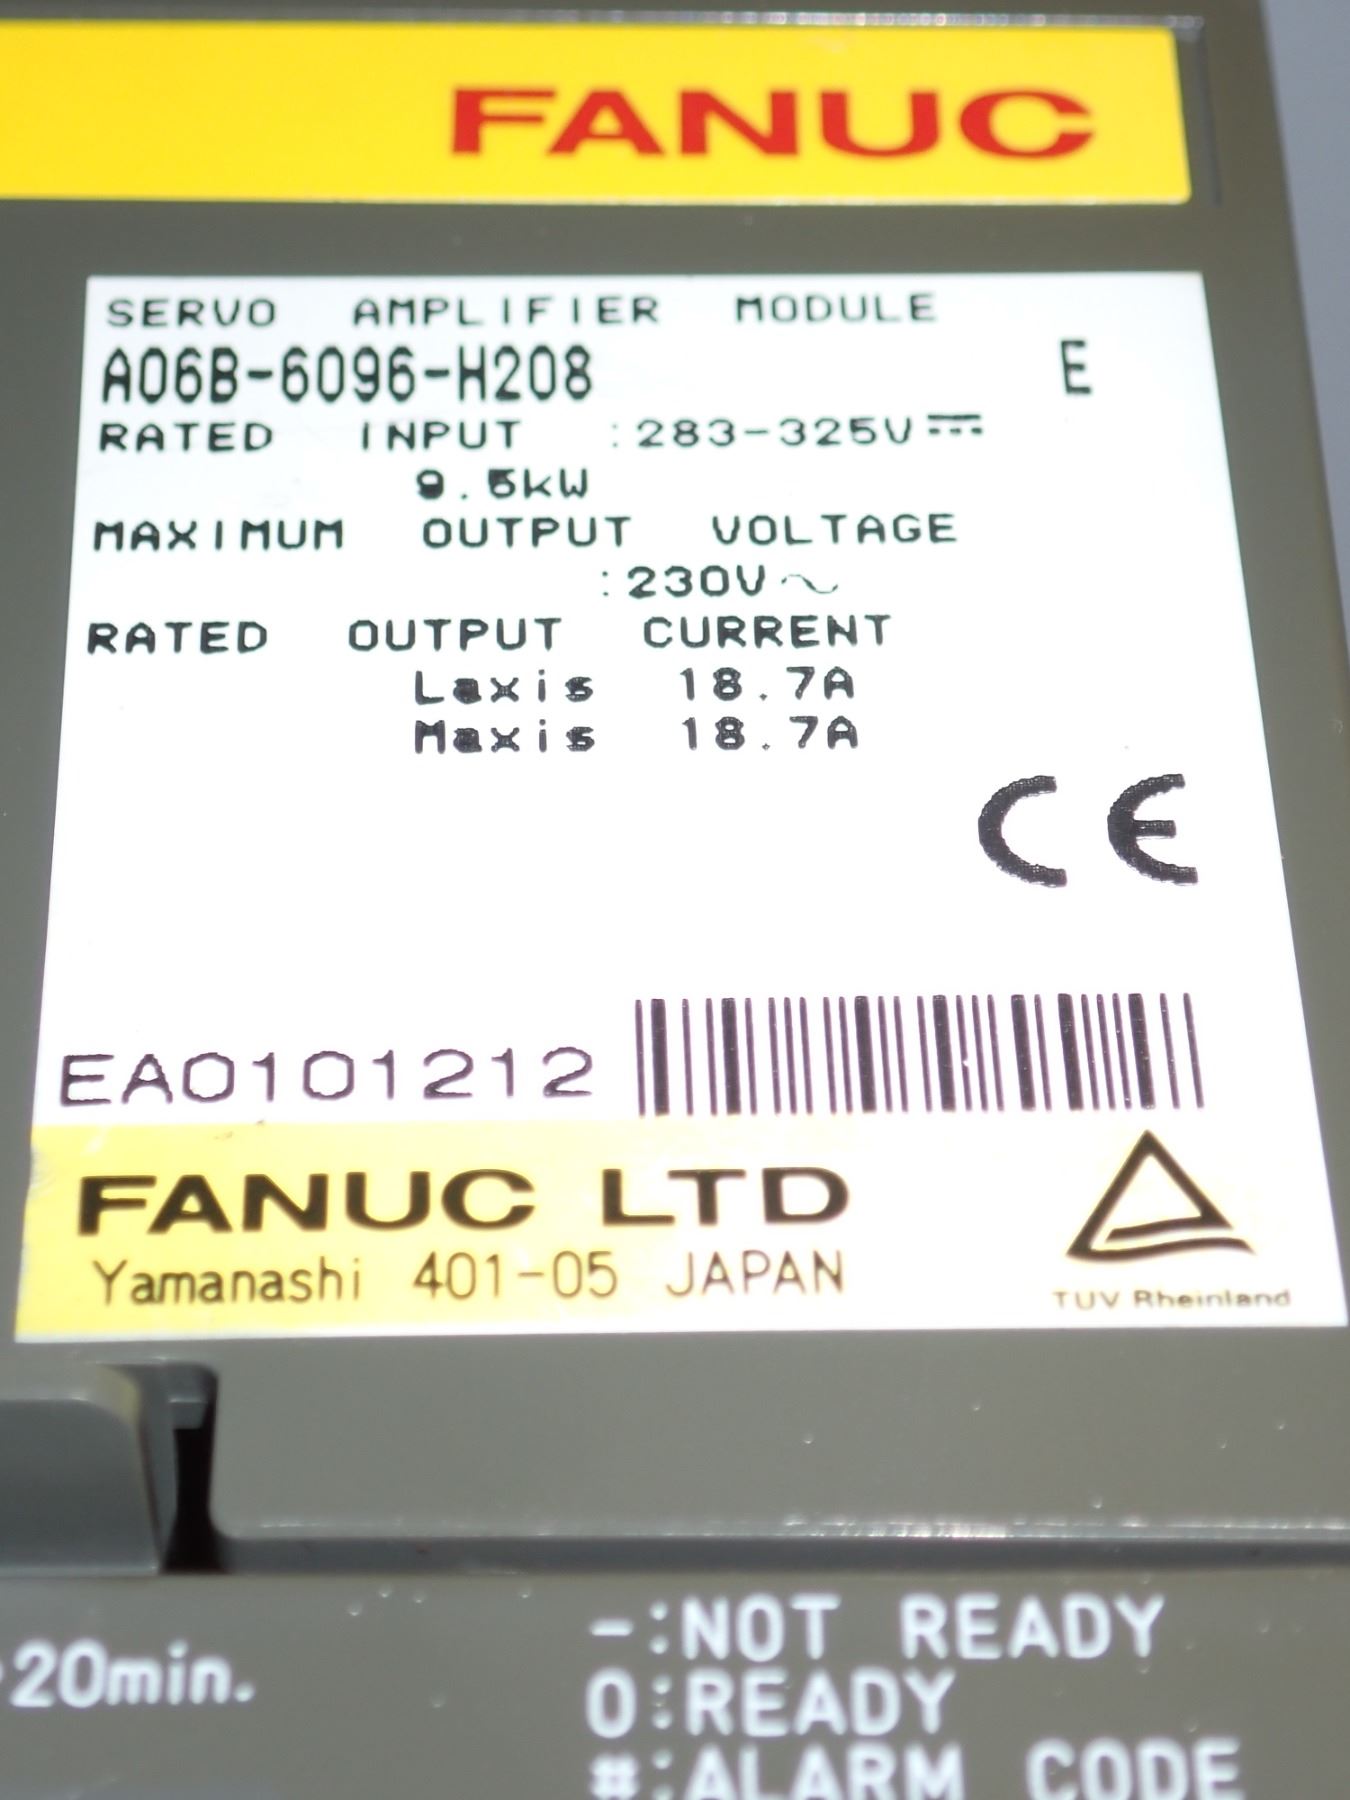 FANUC
SERVO AMPLIFIER MODULE
A06B-6096-H208 E
RATED INPUT :283-325V⎓
9.5kW
MAXIMUM OUTPUT VOLTAGE
:230V~
RATED OUTPUT CURRENT
Laxis 18.7A
Maxis 18.7A
CE
EA0101212
FANUC LTD
Yamanashi 401-05 JAPAN
TUV Rheinland
20min.
-:NOT READY
0:READY
#:ALARM CODE